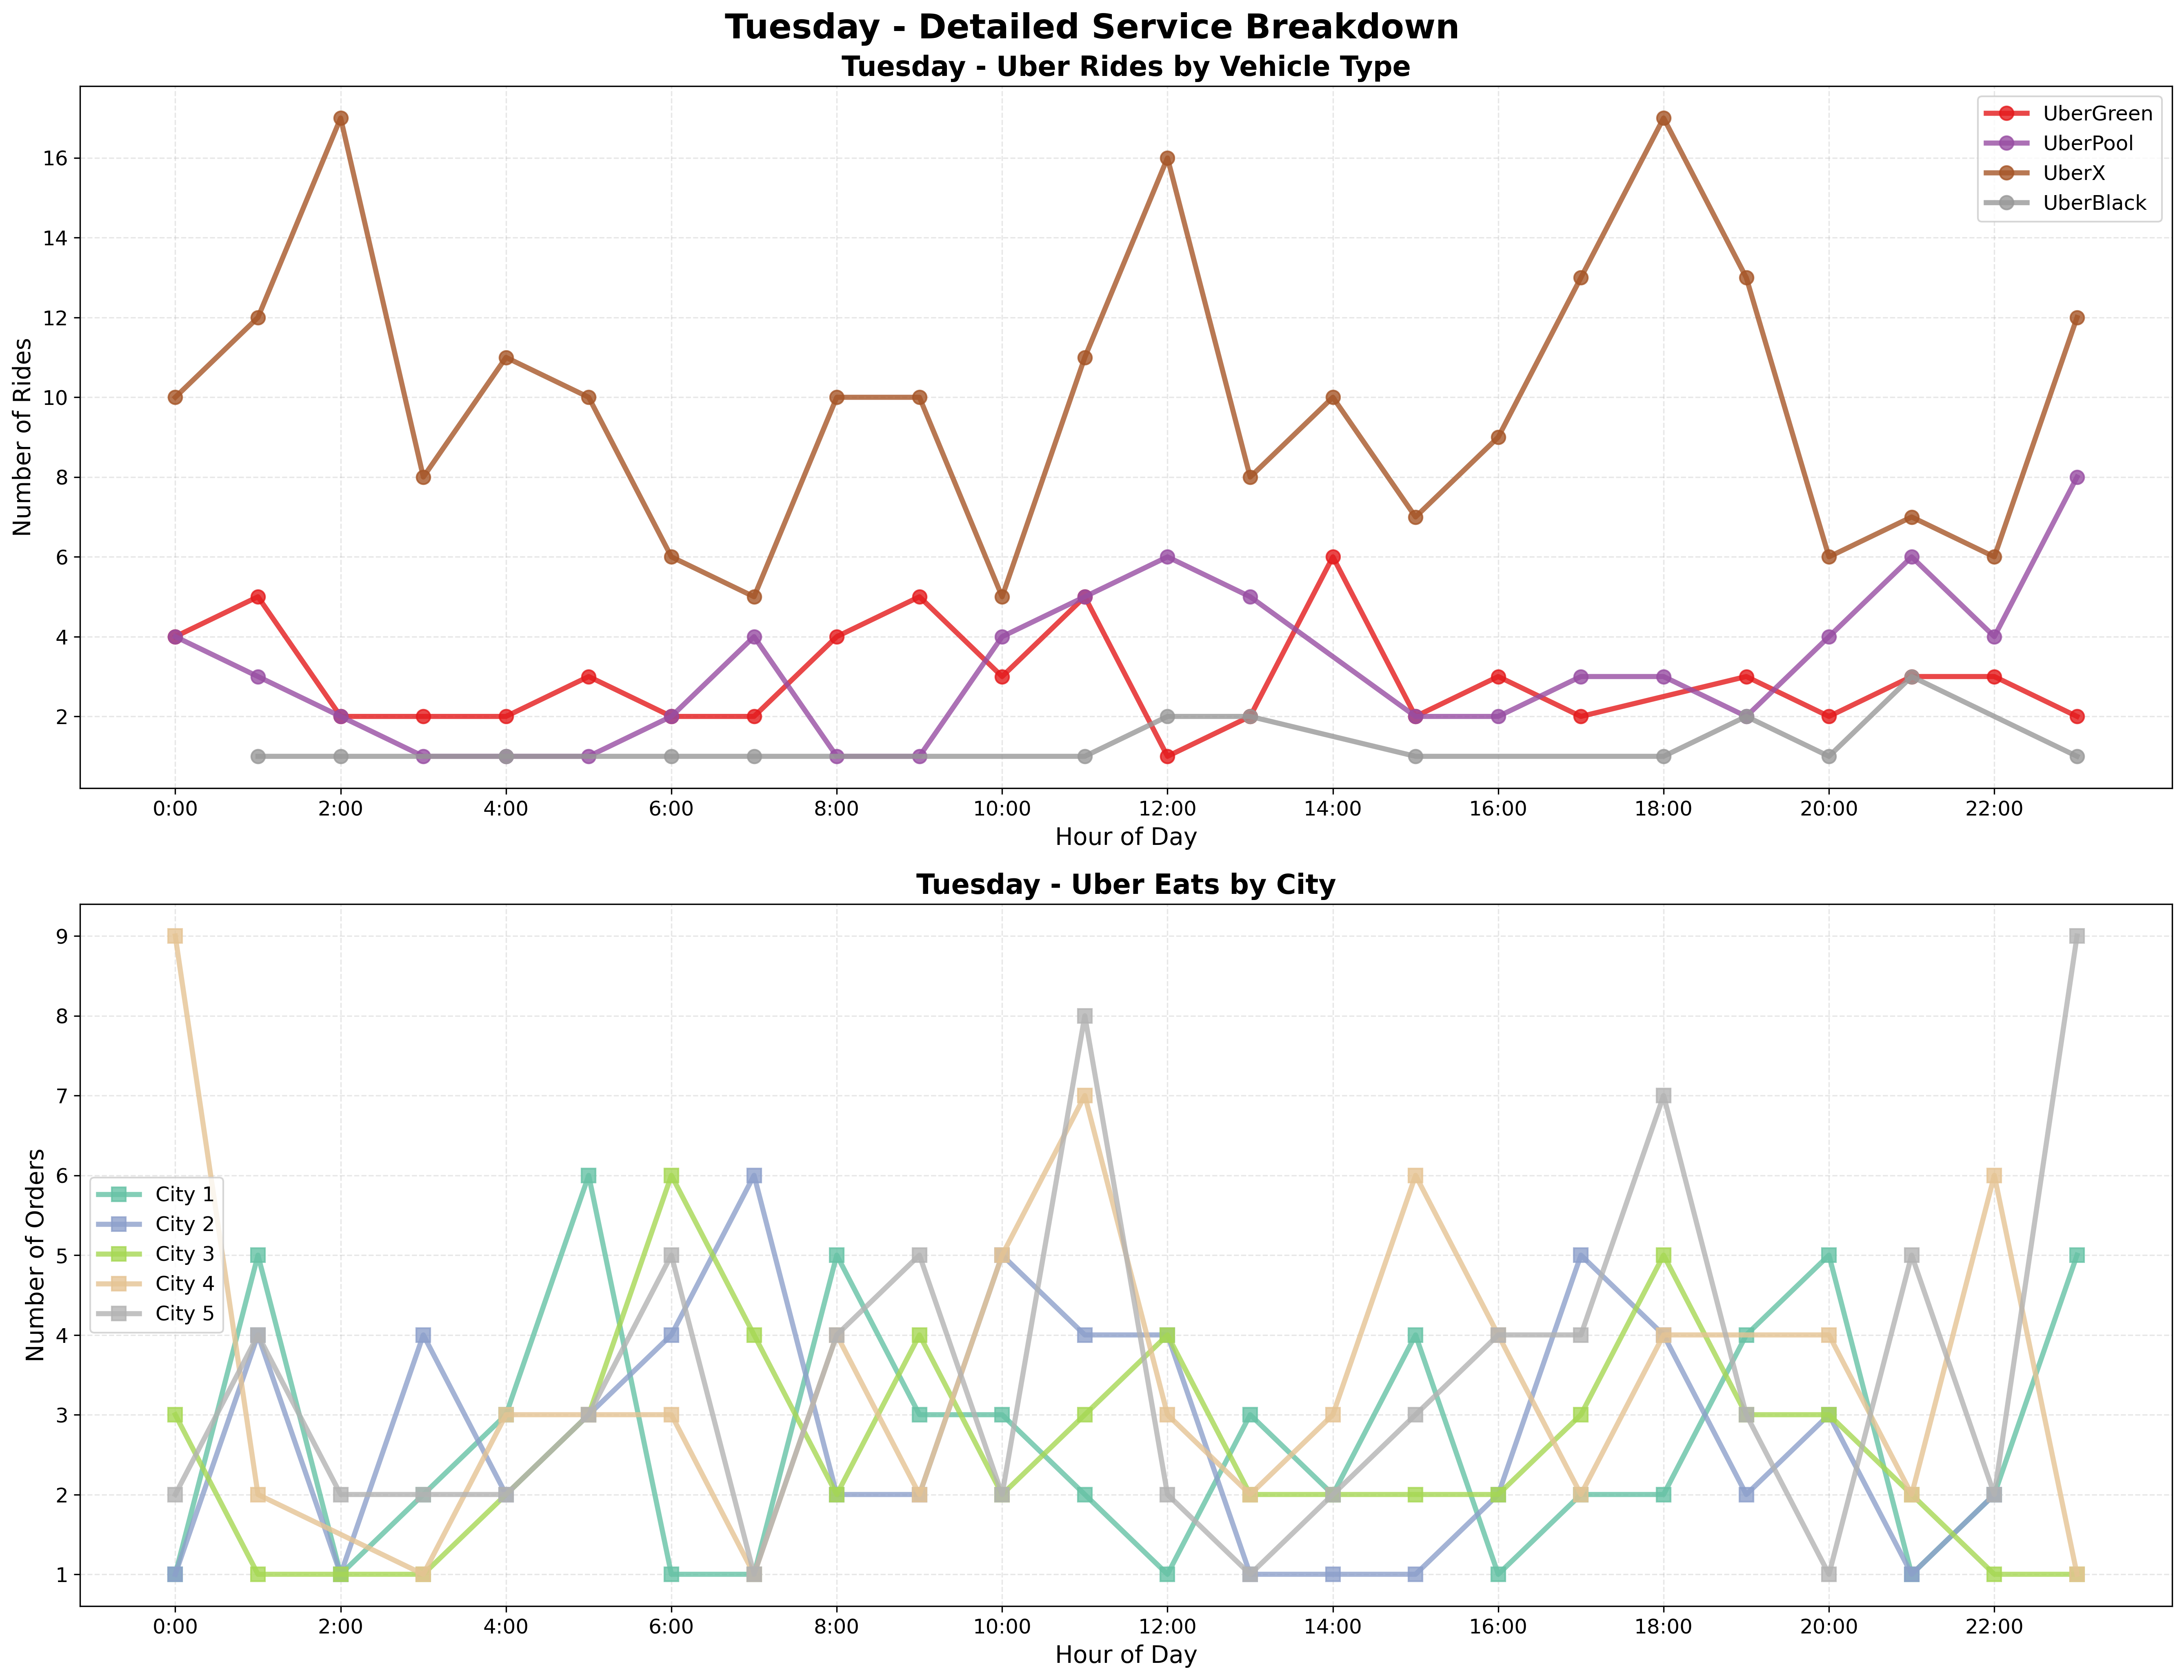 Tuesday - Detailed Service Breakdown
Tuesday - Uber Rides by Vehicle Type
Number of Rides
16
14
12
10
8
6
4
2
UberGreen
UberPool
UberX
UberBlack
0:00 2:00 4:00 6:00 8:00 10:00 12:00 14:00 16:00 18:00 20:00 22:00
Hour of Day
Tuesday - Uber Eats by City
Number of Orders
9
8
7
6
5
4
3
2
1
City 1
City 2
City 3
City 4
City 5
0:00 2:00 4:00 6:00 8:00 10:00 12:00 14:00 16:00 18:00 20:00 22:00
Hour of Day